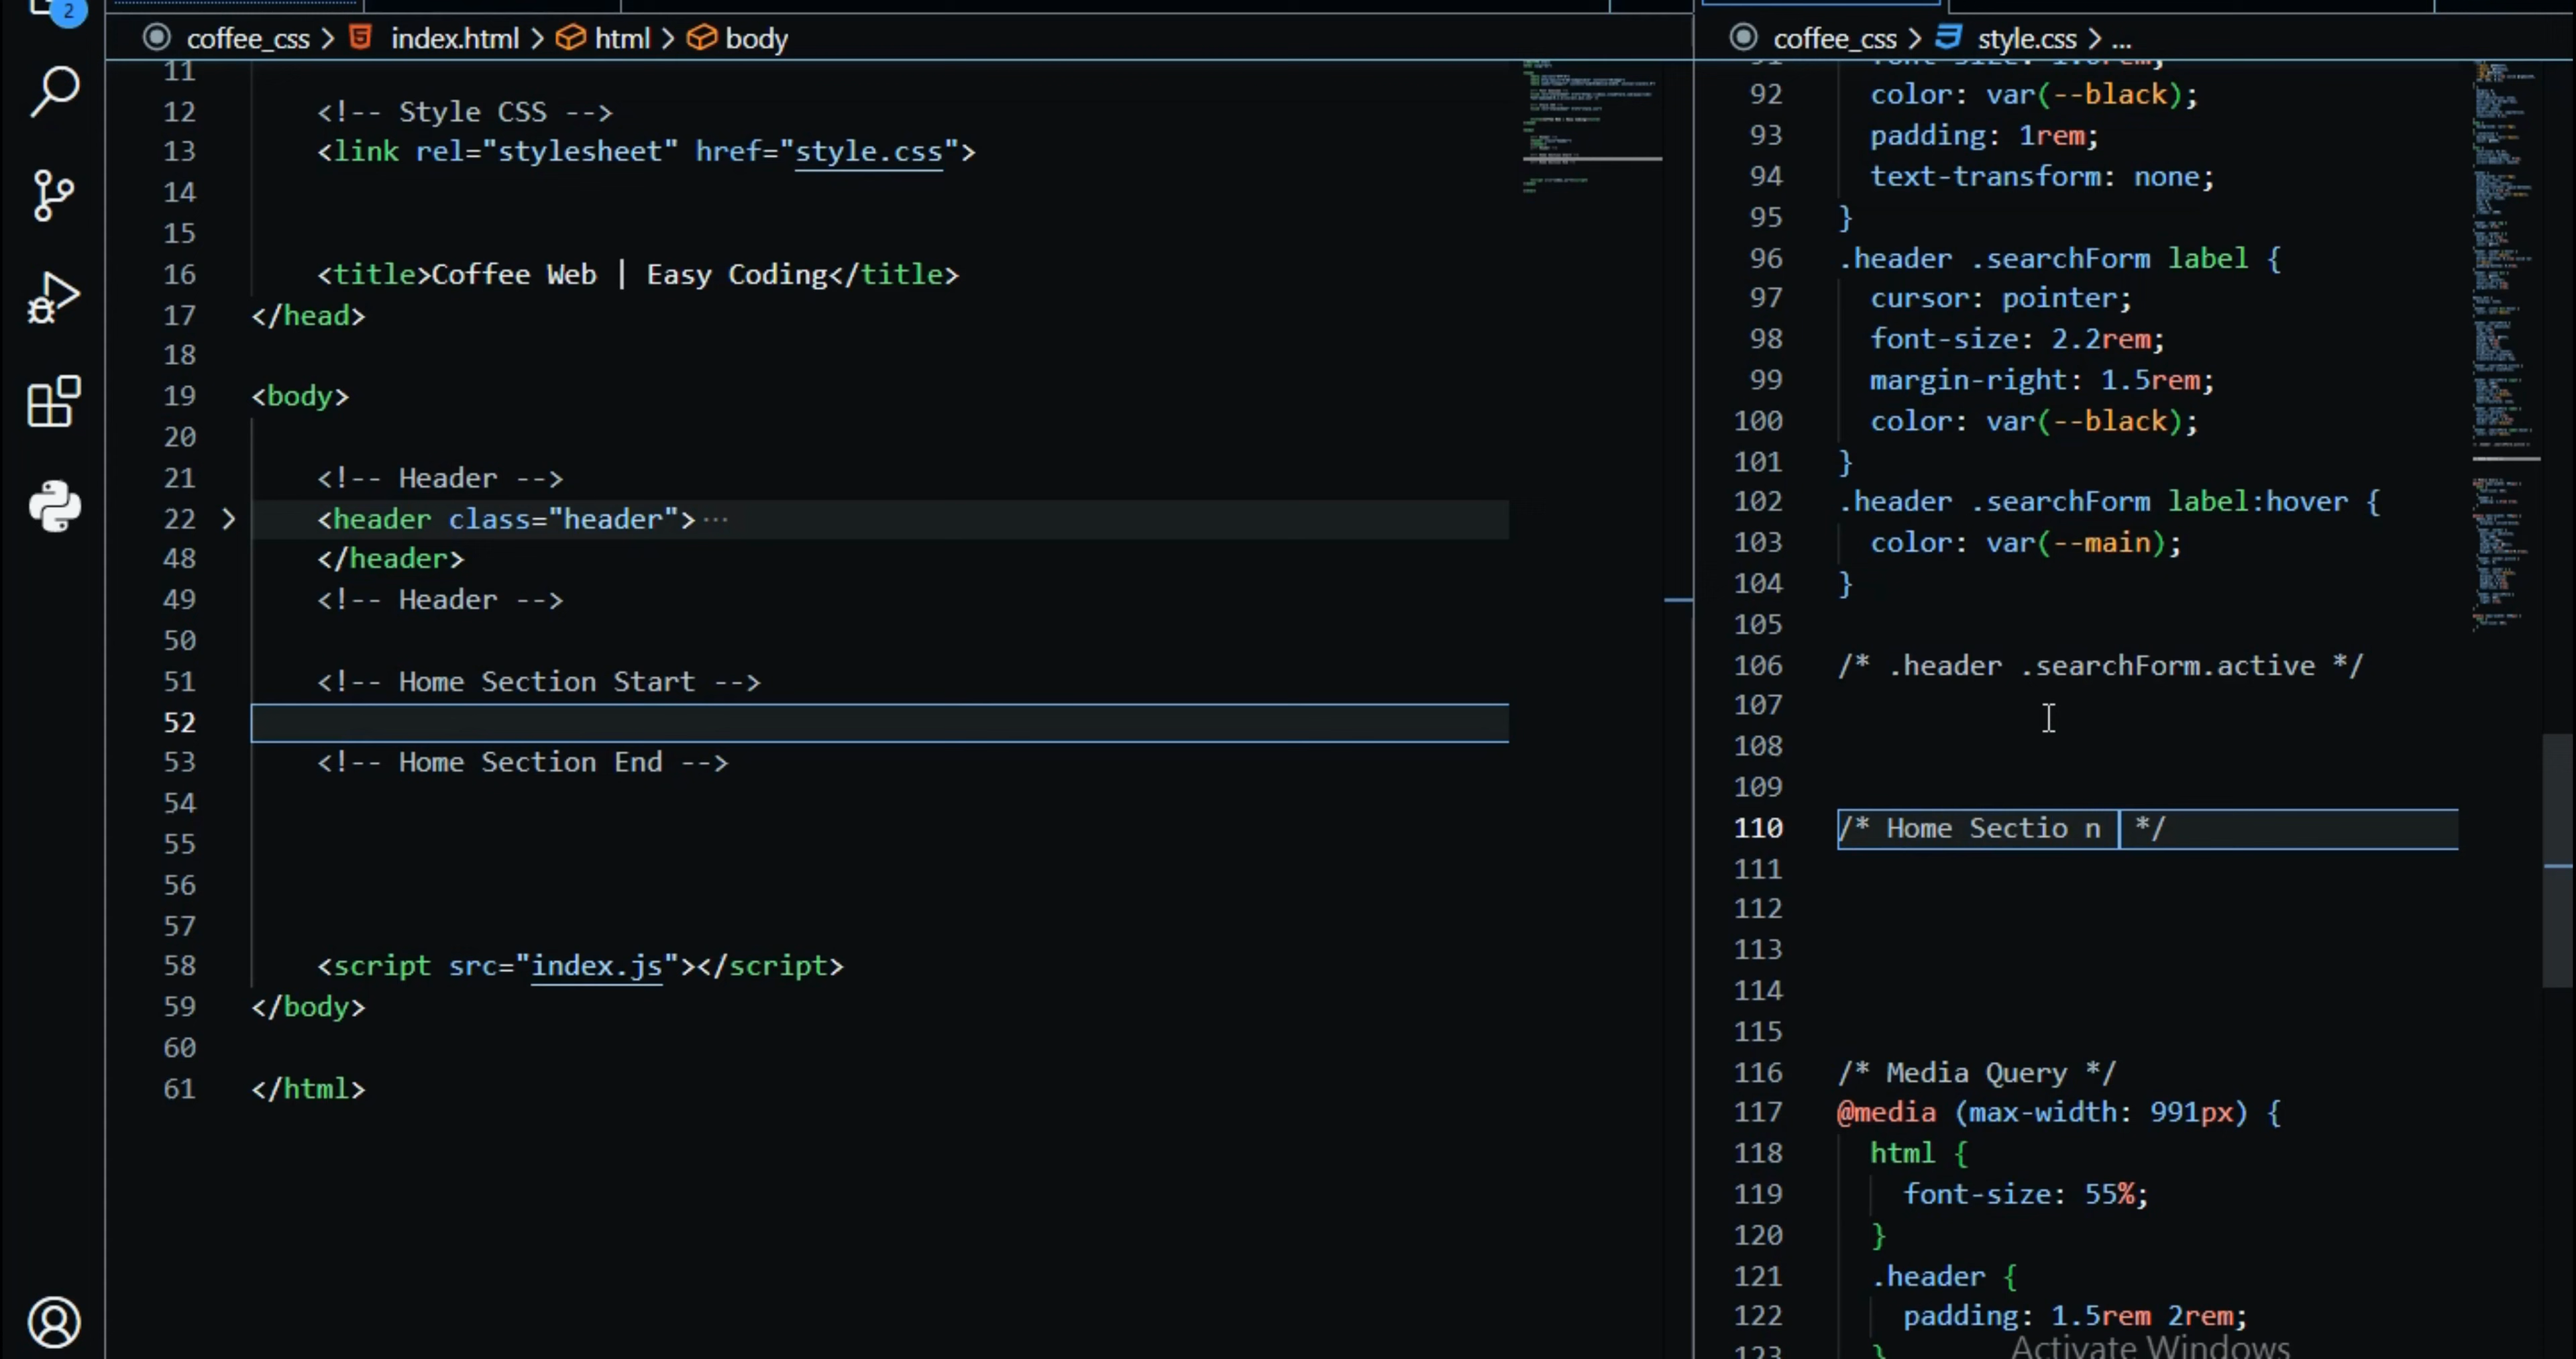 2
coffee_css > index.html > html > body
11
12 <!-- Style CSS -->
13 <link rel="stylesheet" href="style.css">
14
15
16 <title>Coffee Web | Easy Coding</title>
17 </head>
18
19 <body>
20
21 <!-- Header -->
22 > <header class="header"> ···
48 </header>
49 <!-- Header -->
50
51 <!-- Home Section Start -->
52
53 <!-- Home Section End -->
54
55
56
57
58 <script src="index.js"></script>
59 </body>
60
61 </html>
coffee_css > style.css > ...
92 color: var(--black);
93 padding: 1rem;
94 text-transform: none;
95 }
96 .header .searchForm label {
97 cursor: pointer;
98 font-size: 2.2rem;
99 margin-right: 1.5rem;
100 color: var(--black);
101 }
102 .header .searchForm label:hover {
103 color: var(--main);
104 }
105
106 /* .header .searchForm.active */
107
108
109
110 /* Home Sectio n  */
111
112
113
114
115
116 /* Media Query */
117 @media (max-width: 991px) {
118 html {
119 font-size: 55%;
120 }
121 .header {
122 padding: 1.5rem 2rem;
123 }
Activate Windows